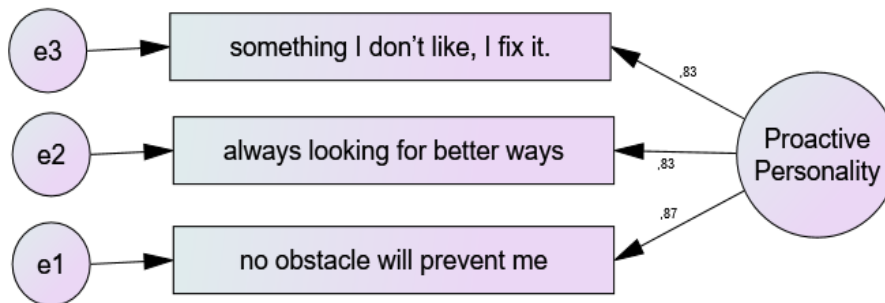 e3
something I don't like, I fix it.
,83
e2
always looking for better ways
,83
Proactive
Personality
e1
no obstacle will prevent me
,87